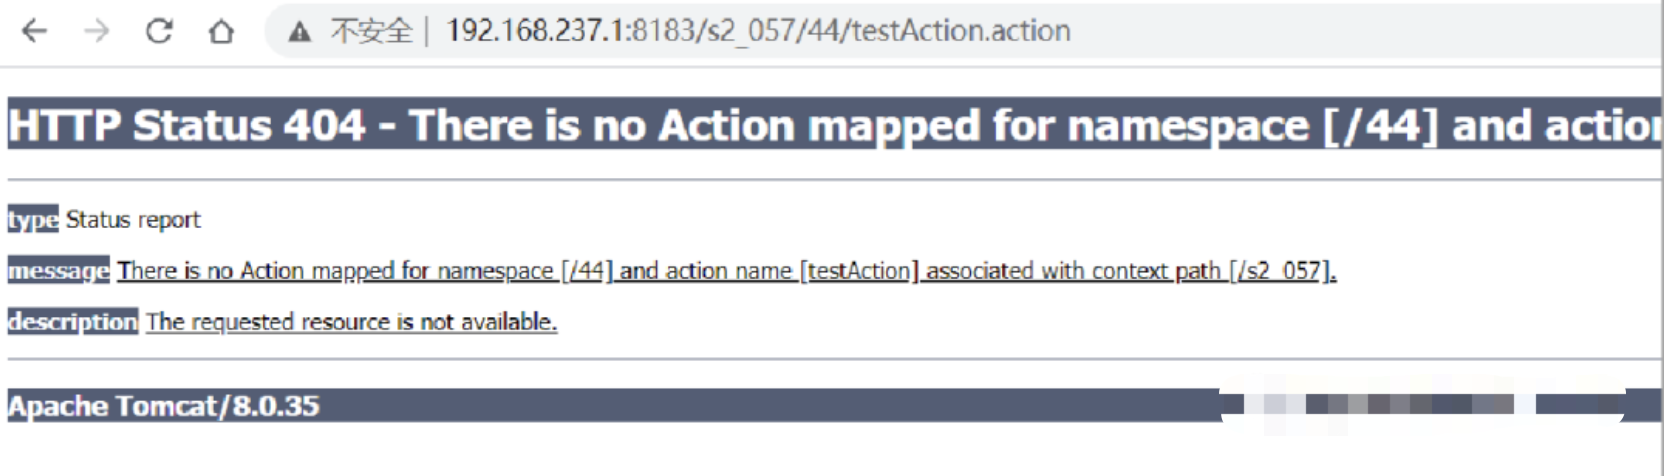 不安全 | 192.168.237.1:8183/s2_057/44/testAction.action
HTTP Status 404 - There is no Action mapped for namespace [/44] and action
type Status report
message There is no Action mapped for namespace [/44] and action name [testAction] associated with context path [/s2_057].
description The requested resource is not available.
Apache Tomcat/8.0.35